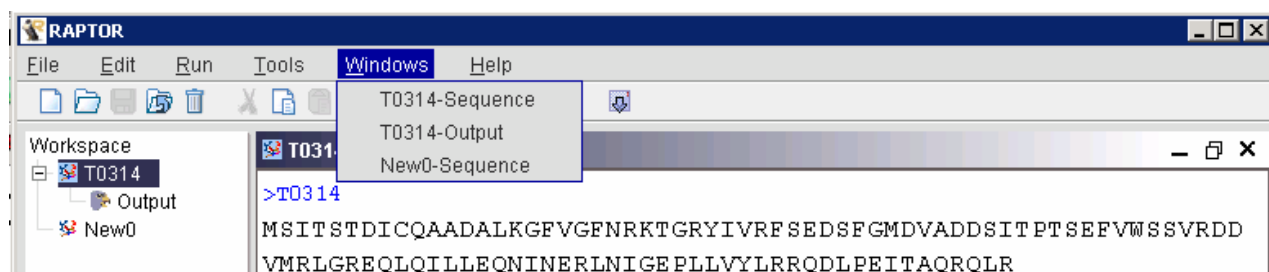 RAPTOR
File Edit Run Tools Windows Help
T0314-Sequence
T0314-Output
New0-Sequence
Workspace
T0314
Output
New0
T031
>T0314
MSITSTDICQAADALKGFVGFNRKTGRYIVRFSEDSFGMDVADDSITPTSEFVWSSVRDD
VMRLGREQLQILLEQNINERLNIGEPLLVYLRRQDLPEITAQRQLR